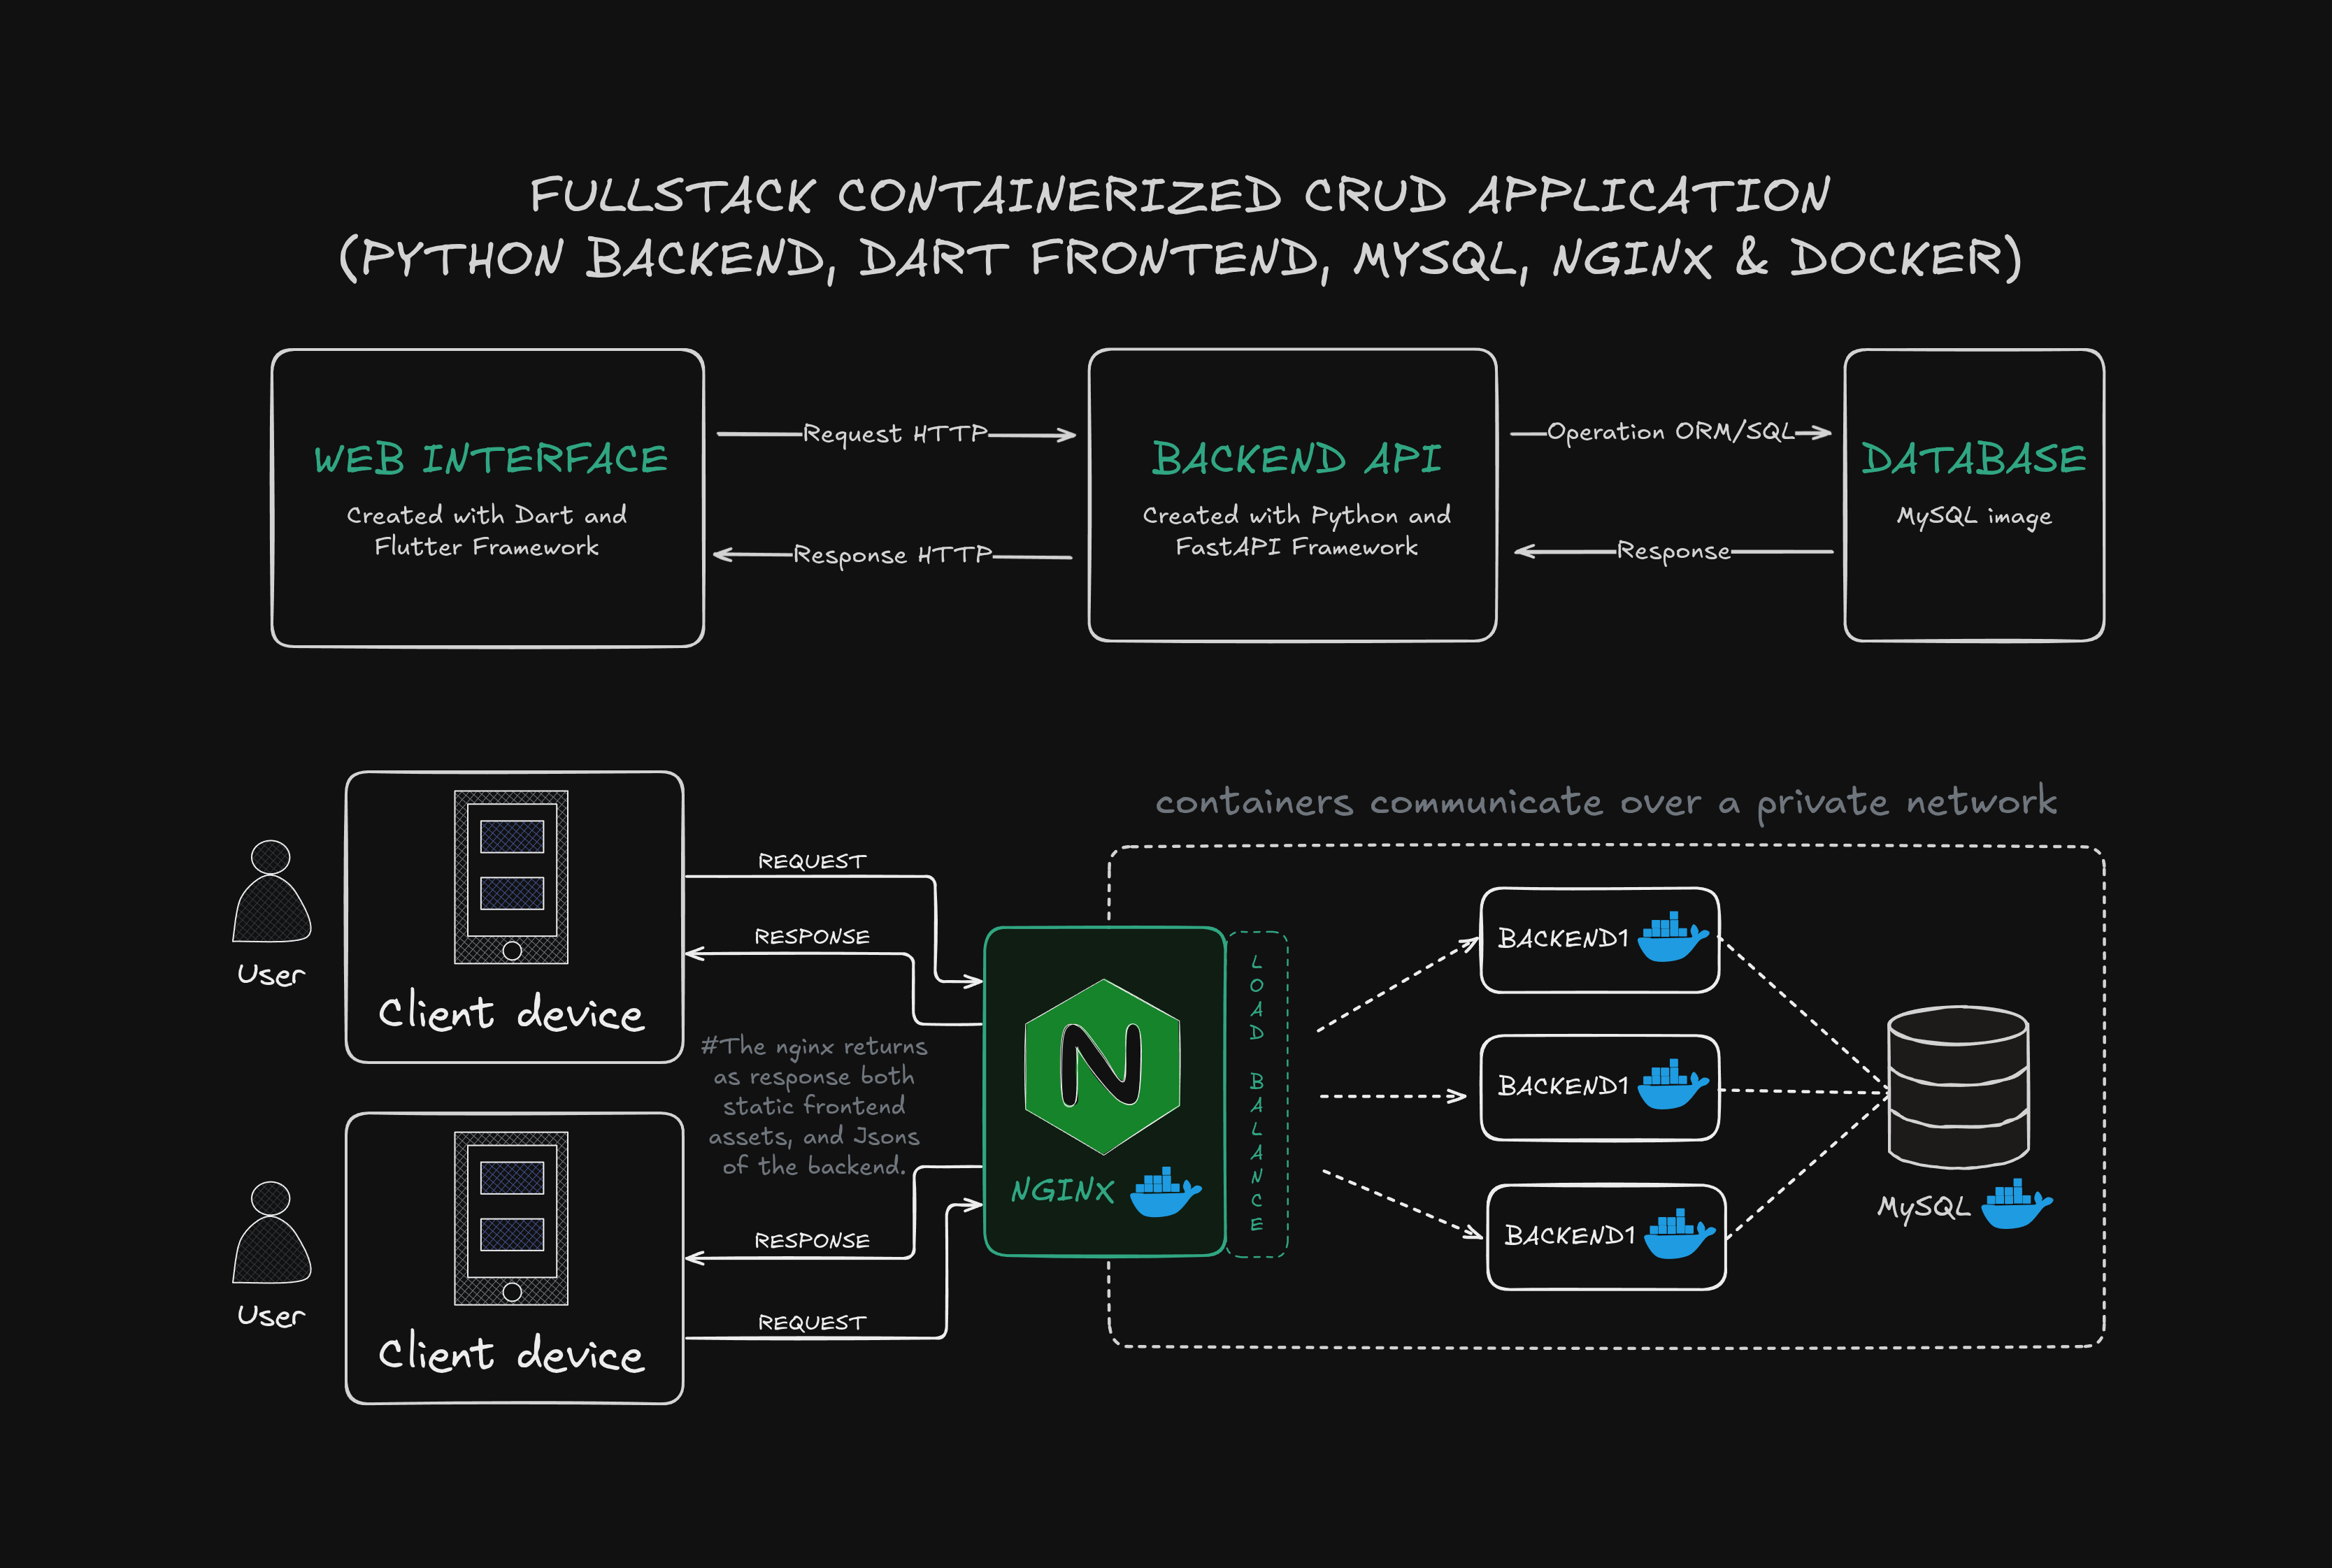 FULLSTACK CONTAINERIZED CRUD APPLICATION
(PYTHON BACKEND, DART FRONTEND, MYSQL, NGINX & DOCKER)
WEB INTERFACE
Created with Dart and
Flutter Framework
Request HTTP
Response HTTP
BACKEND API
Created with Python and
FastAPI Framework
Operation ORM/SQL
Response
DATABASE
MySQL image
User
Client device
REQUEST
RESPONSE
#The nginx returns
as response both
static frontend
assets, and Jsons
of the backend.
User
Client device
RESPONSE
REQUEST
containers communicate over a private network
N
NGINX
LOAD BALANCE
BACKEND1
BACKEND1
BACKEND1
MySQL